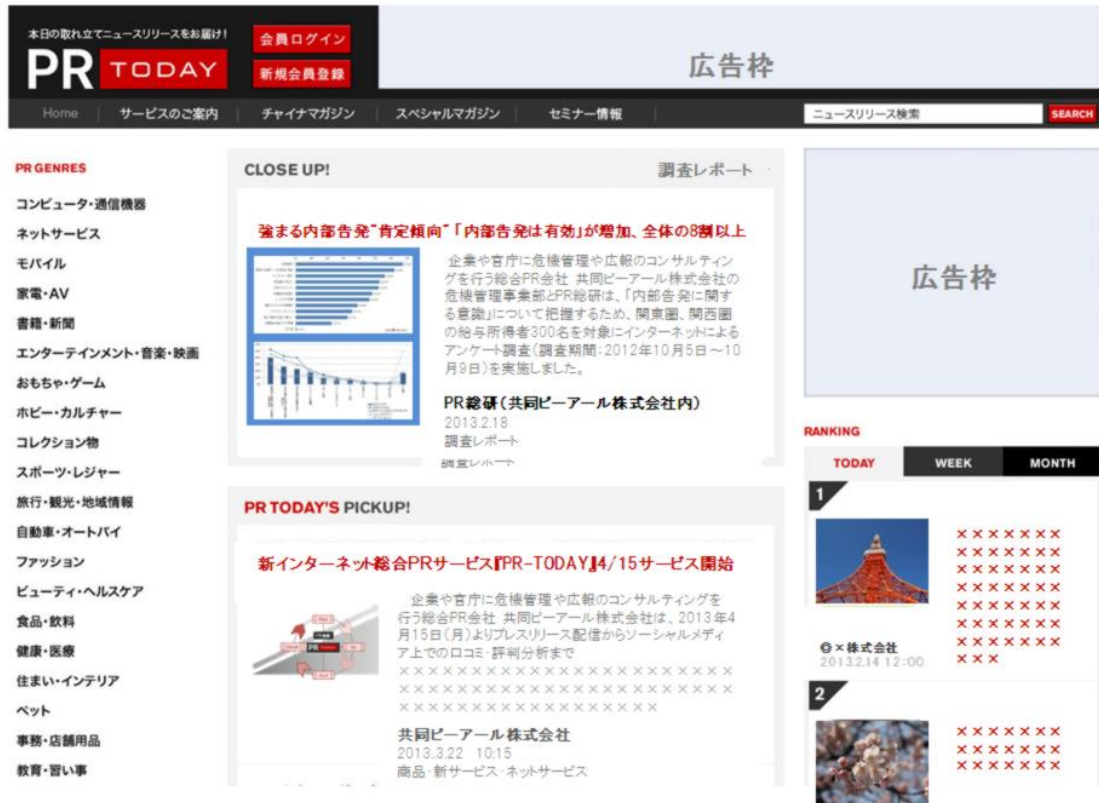 本日の取れ立てニュースリリースをお届け!
PR TODAY
会員ログイン
新規会員登録
広告枠
Home
サービスのご案内
チャイナマガジン
スペシャルマガジン
セミナー情報
ニュースリリース検索
SEARCH
PR GENRES
コンピュータ・通信機器
ネットサービス
モバイル
家電・AV
書籍・新聞
エンターテインメント・音楽・映画
おもちゃ・ゲーム
ホビー・カルチャー
コレクション物
スポーツ・レジャー
旅行・観光・地域情報
自動車・オートバイ
ファッション
ビューティ・ヘルスケア
食品・飲料
健康・医療
住まい・インテリア
ペット
事務・店舗用品
教育・習い事
CLOSE UP!
調査レポート
強まる内部告発"肯定傾向"「内部告発は有効」が増加、全体の8割以上
企業や官庁に危機管理や広報のコンサルティン
グを行う総合PR会社 共同ピーアール株式会社の
危機管理事業部とPR総研は、「内部告発に関す
る意識」について把握するため、関東圏、関西圏
の給与所得者300名を対象にインターネットによる
アンケート調査(調査期間:2012年10月5日～10
月9日)を実施しました。
PR総研(共同ピーアール株式会社内)
2013.2.18
調査レポート
調査レポート
PR TODAY'S PICKUP!
新インターネット総合PRサービス『PR-TODAY』4/15サービス開始
企業や官庁に危機管理や広報のコンサルティングを
行う総合PR会社 共同ピーアール株式会社は、2013年4
月15日(月)よりプレスリリース配信からソーシャルメディ
ア上での口コミ・評判分析まで
×××××××××××××××××××××××
×××××××××××××××××××××××
××××××××××××××××××
共同ピーアール株式会社
2013.3.22 10:15
商品・新サービス・ネットサービス
広告枠
RANKING
TODAY
WEEK
MONTH
1
×××××××
×××××××
×××××××
×××××××
×××××××
×××××××
×××××××
×××
◎×株式会社
2013.2.14 12:00
2
×××××××
×××××××
×××××××